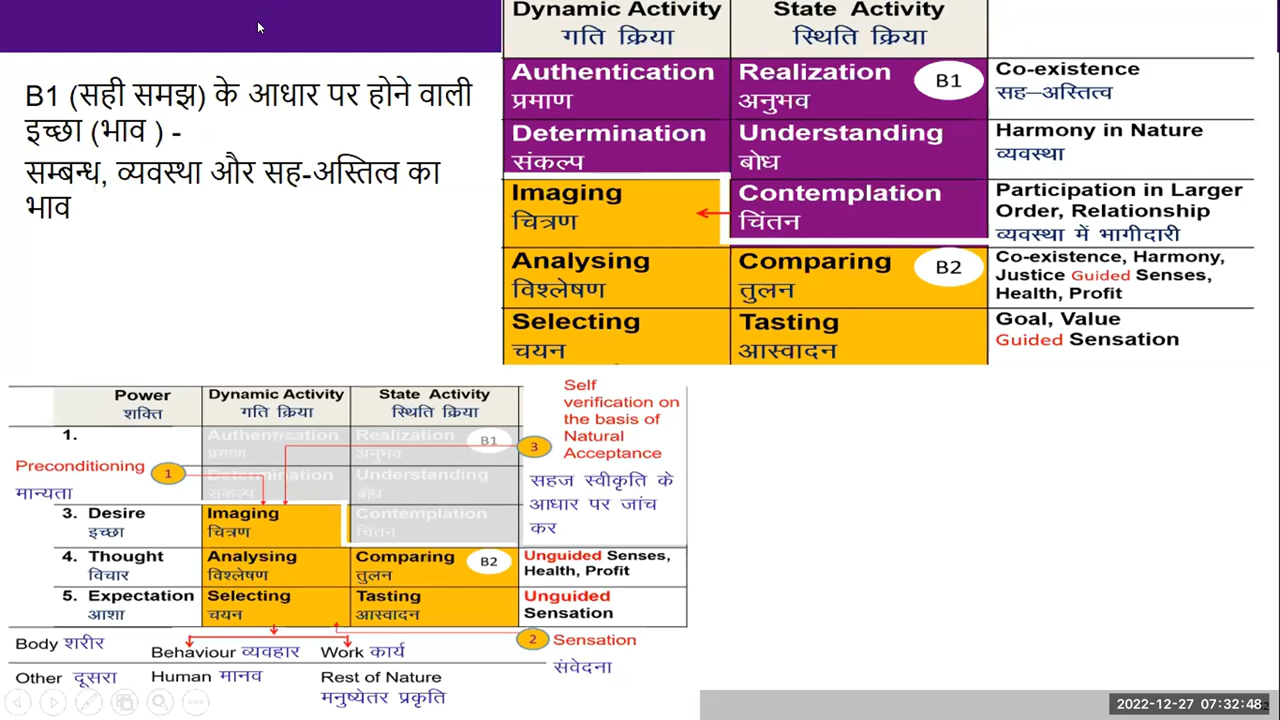 B1 (सही समझ) के आधार पर होने वाली
इच्छा (भाव ) -
सम्बन्ध, व्यवस्था और सह-अस्तित्व का
भाव
Dynamic Activity State Activity
गति क्रिया स्थिति क्रिया
Authentication Realization B1 Co-existence
प्रमाण अनुभव सह–अस्तित्व
Determination Understanding Harmony in Nature
संकल्प बोध व्यवस्था
Imaging Contemplation Participation in Larger
चित्रण चिंतन Order, Relationship
व्यवस्था में भागीदारी
Analysing Comparing B2 Co-existence, Harmony,
विश्लेषण तुलन Justice Guided Senses,
Health, Profit
Selecting Tasting Goal, Value
चयन आस्वादन Guided Sensation
Power Dynamic Activity State Activity
शक्ति गति क्रिया स्थिति क्रिया
Self
verification on
the basis of
Natural
Acceptance
3
सहज स्वीकृति के
आधार पर जांच
कर
1. Authentication Realization B1
प्रमाण अनुभव
Preconditioning 1 Determination Understanding
मान्यता संकल्प बोध
3. Desire Imaging Contemplation
इच्छा चित्रण चिंतन
4. Thought Analysing Comparing B2 Unguided Senses,
विचार विश्लेषण तुलन Health, Profit
5. Expectation Selecting Tasting Unguided
आशा चयन आस्वादन Sensation
Body शरीर Behaviour व्यवहार Work कार्य 2 Sensation
संवेदना
Other दूसरा Human मानव Rest of Nature
मनुष्येतर प्रकृति
2022-12-27 07:32:48